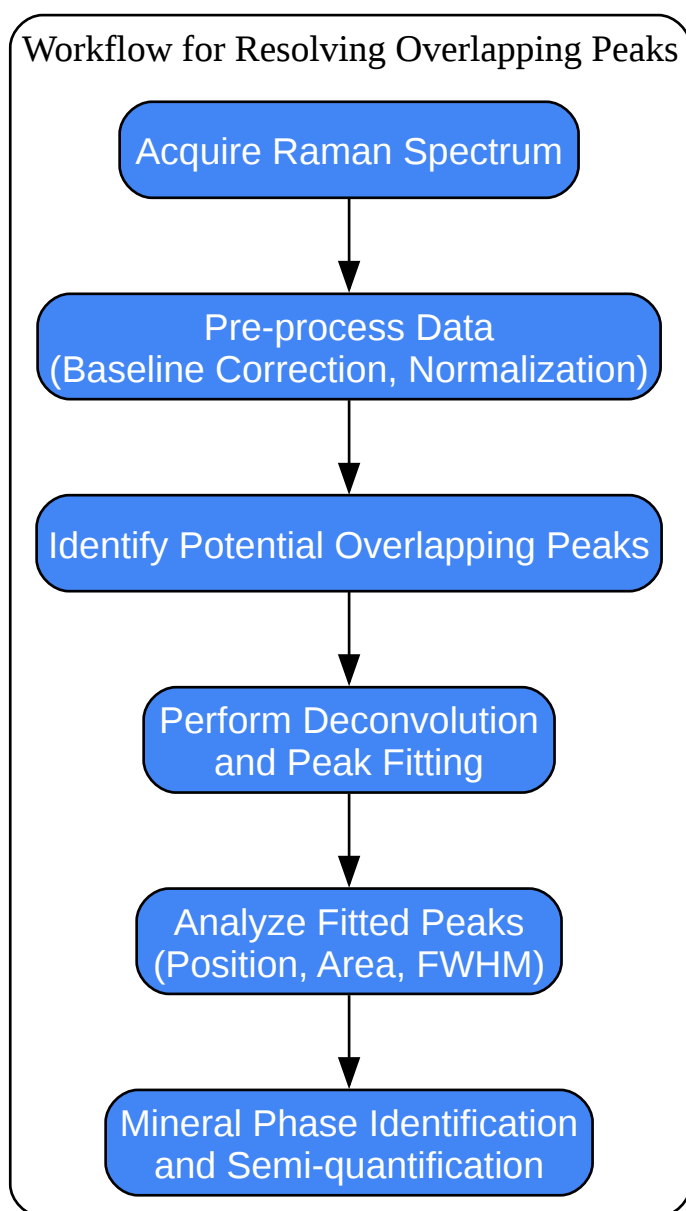 Workflow for Resolving Overlapping Peaks
Acquire Raman Spectrum
Pre-process Data
(Baseline Correction, Normalization)
Identify Potential Overlapping Peaks
Perform Deconvolution
and Peak Fitting
Analyze Fitted Peaks
(Position, Area, FWHM)
Mineral Phase Identification
and Semi-quantification